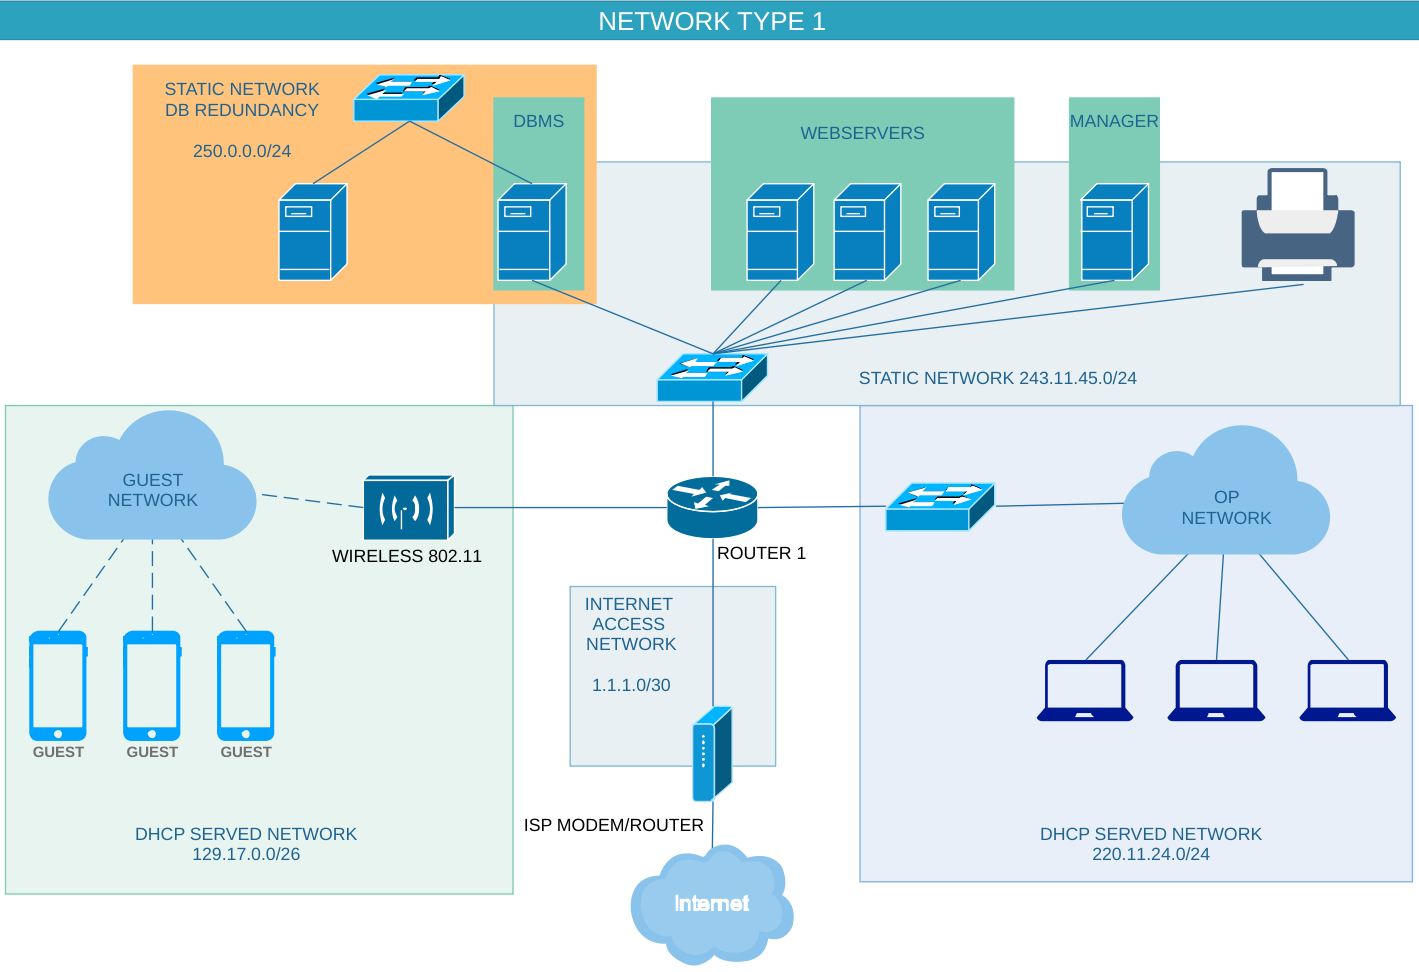 NETWORK TYPE 1
STATIC NETWORK
DB REDUNDANCY
250.0.0.0/24
DBMS
WEBSERVERS
MANAGER
STATIC NETWORK 243.11.45.0/24
GUEST
NETWORK
WIRELESS 802.11
ROUTER 1
OP
NETWORK
INTERNET
ACCESS
NETWORK
1.1.1.0/30
GUEST
GUEST
GUEST
ISP MODEM/ROUTER
DHCP SERVED NETWORK
129.17.0.0/26
DHCP SERVED NETWORK
220.11.24.0/24
Internet